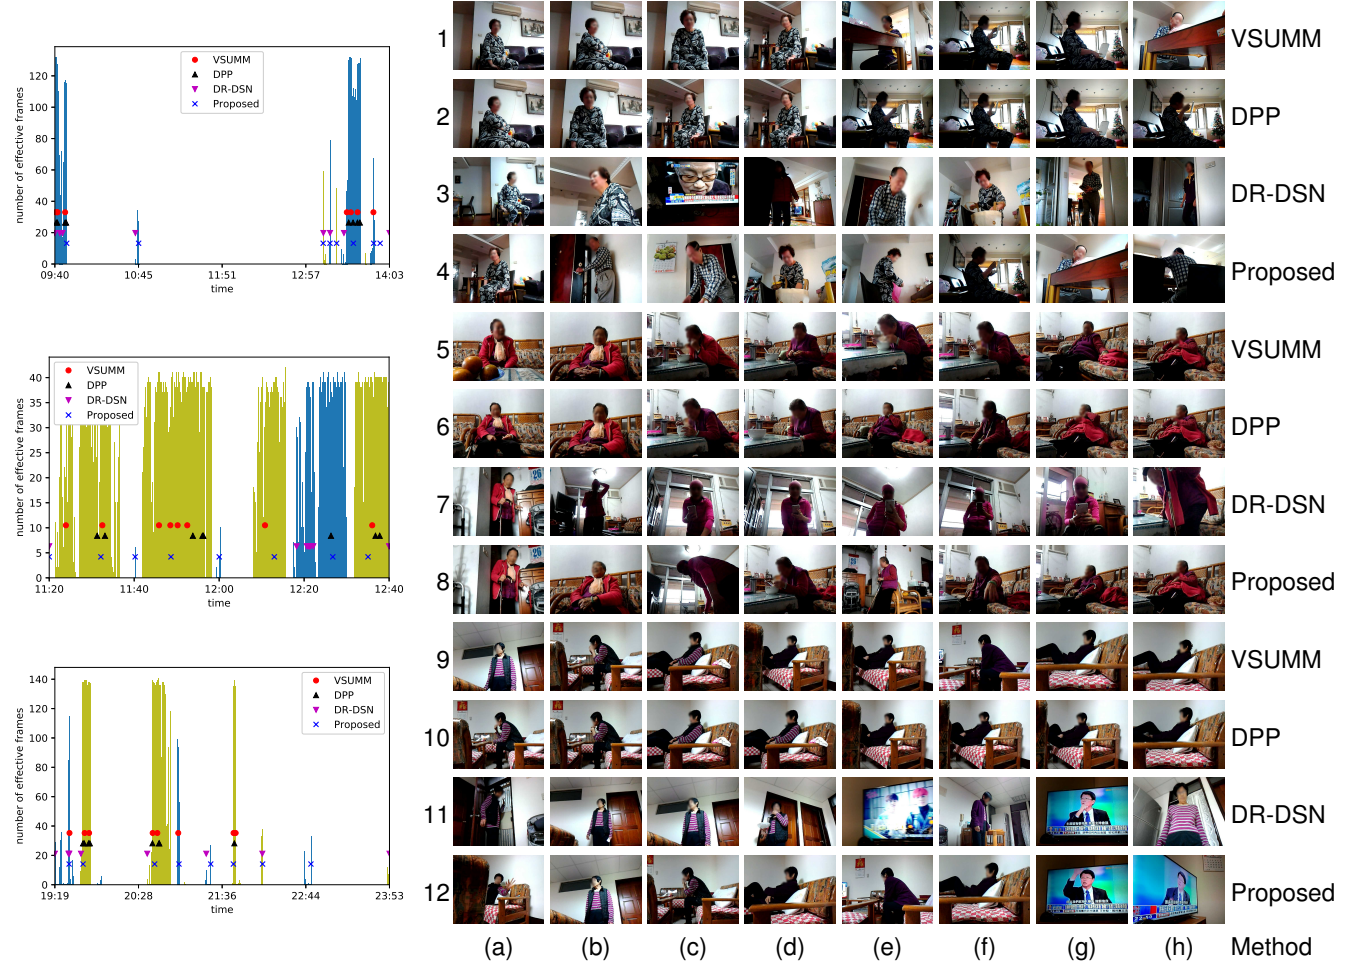 VSUMM
DPP
DR-DSN
Proposed
number of effective frames
120
100
80
60
40
20
0
09:40
10:45
11:51
12:57
14:03
time
VSUMM
DPP
DR-DSN
Proposed
number of effective frames
40
35
30
25
20
15
10
5
0
11:20
11:40
12:00
12:20
12:40
time
VSUMM
DPP
DR-DSN
Proposed
number of effective frames
140
120
100
80
60
40
20
0
19:19
20:28
21:36
22:44
23:53
time
1 VSUMM
2 DPP
3 DR-DSN
4 Proposed
5 VSUMM
6 DPP
7 DR-DSN
26
8 Proposed
26
9 VSUMM
10 DPP
11 DR-DSN
12 Proposed
(a) (b) (c) (d) (e) (f) (g) (h) Method